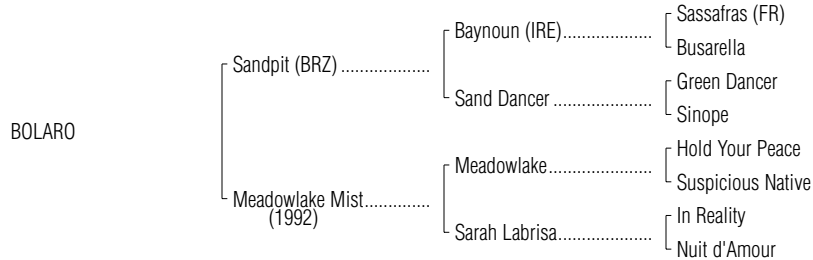 Sassafras (FR)
Baynoun (IRE)....................
Busarella
Sandpit (BRZ) ...................
Green Dancer
Sand Dancer .....................
Sinope
BOLARO
Hold Your Peace
Meadowlake......................
Suspicious Native
Meadowlake Mist..............
(1992)
In Reality
Sarah Labrisa....................
Nuit d'Amour